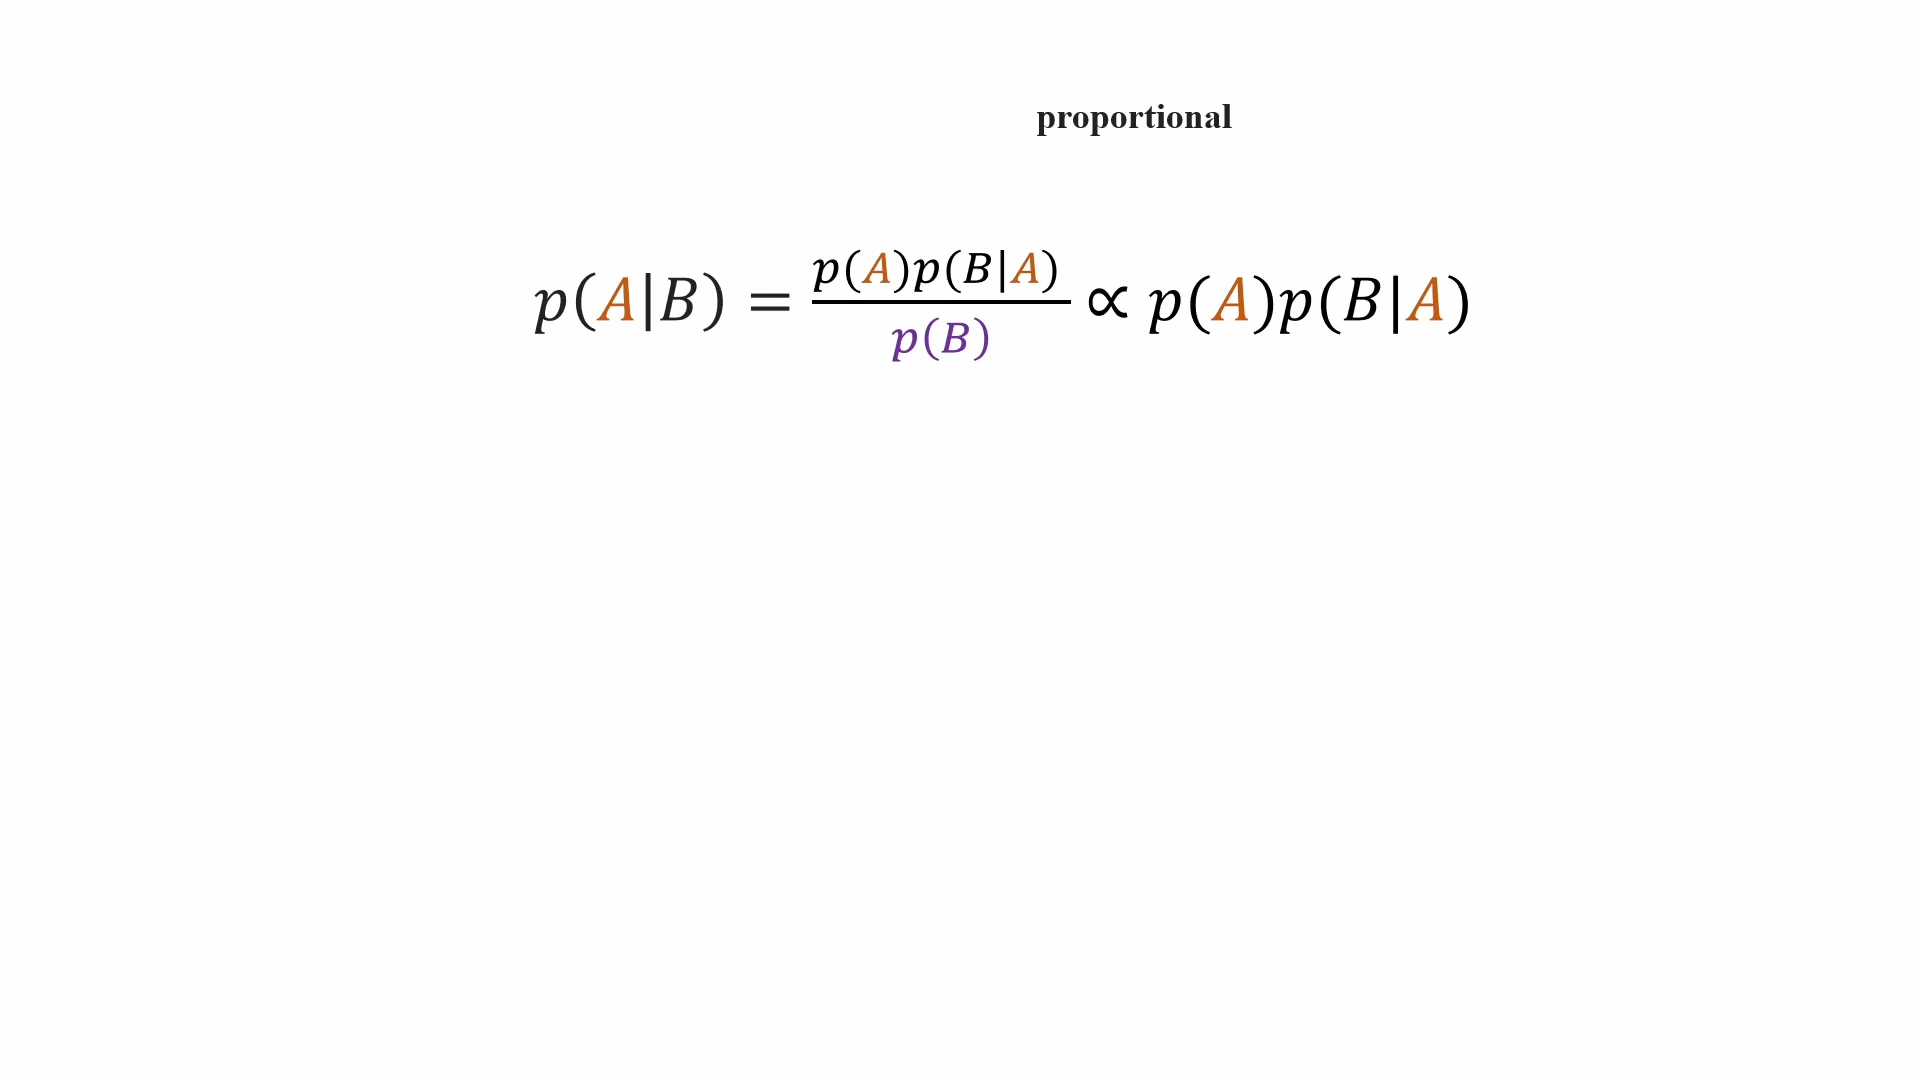 proportional
p(A|B) = p(A)p(B|A) / p(B) ∝ p(A)p(B|A)